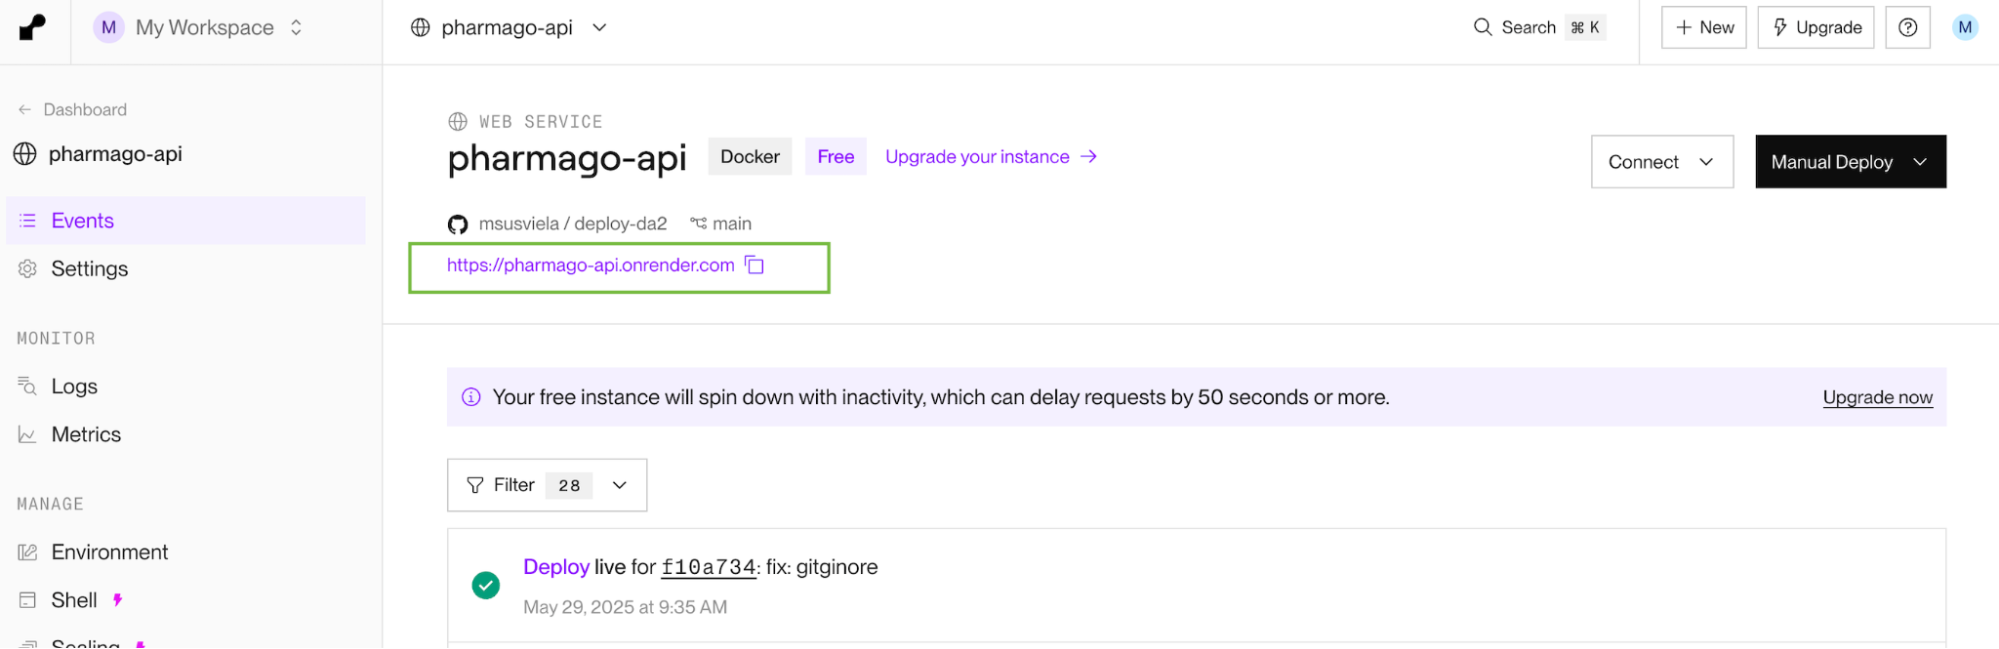 M My Workspace
pharmago-api
Search ⌘ K
+ New
Upgrade
M
← Dashboard
pharmago-api
Events
Settings
MONITOR
Logs
Metrics
MANAGE
Environment
Shell
Scaling
WEB SERVICE
pharmago-api Docker Free Upgrade your instance →
Connect
Manual Deploy
msusviela / deploy-da2 main
https://pharmago-api.onrender.com
Your free instance will spin down with inactivity, which can delay requests by 50 seconds or more.
Upgrade now
Filter 28
Deploy live for f10a734: fix: gitginore
May 29, 2025 at 9:35 AM